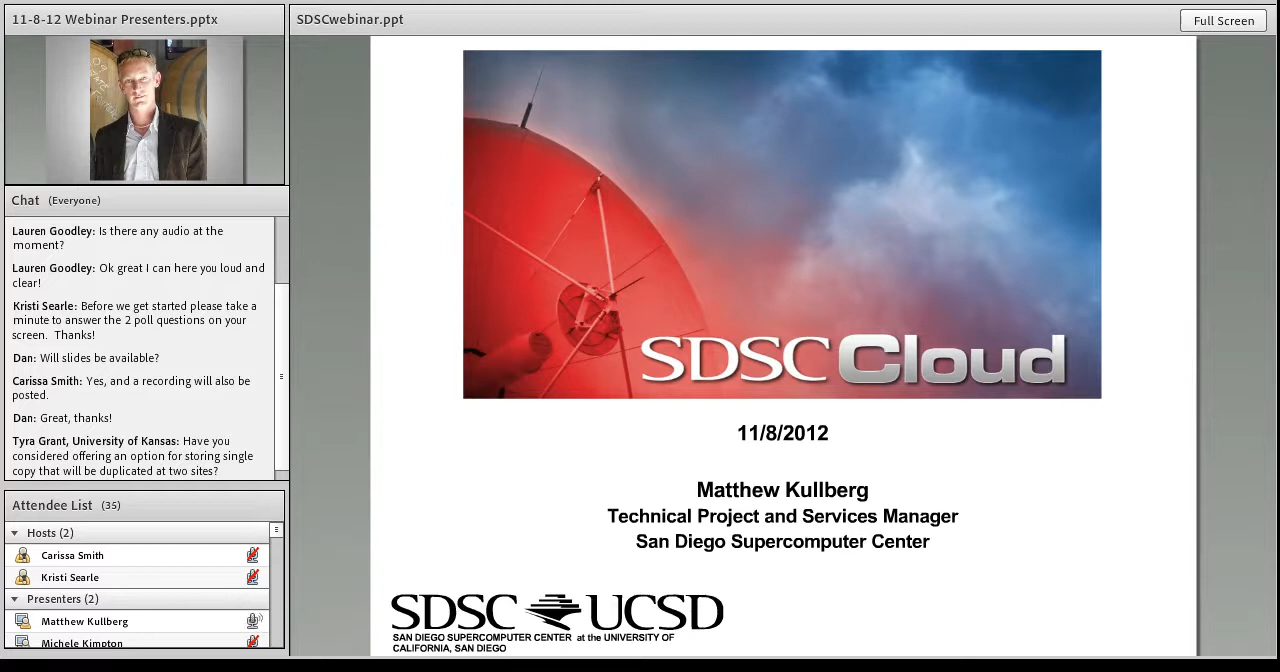 11-8-12 Webinar Presenters.pptx
Chat (Everyone)
Lauren Goodley: Is there any audio at the
moment?
Lauren Goodley: Ok great I can here you loud and
clear!
Kristi Searle: Before we get started please take a
minute to answer the 2 poll questions on your
screen. Thanks!
Dan: Will slides be available?
Carissa Smith: Yes, and a recording will also be
posted.
Dan: Great, thanks!
Tyra Grant, University of Kansas: Have you
considered offering an option for storing single
copy that will be duplicated at two sites?
Attendee List (35)
Hosts (2)
Carissa Smith
Kristi Searle
Presenters (2)
Matthew Kullberg
Michele Kimpton
SDSCwebinar.ppt
Full Screen
SDSC Cloud
11/8/2012
Matthew Kullberg
Technical Project and Services Manager
San Diego Supercomputer Center
SDSC UCSD
SAN DIEGO SUPERCOMPUTER CENTER at the UNIVERSITY OF
CALIFORNIA, SAN DIEGO